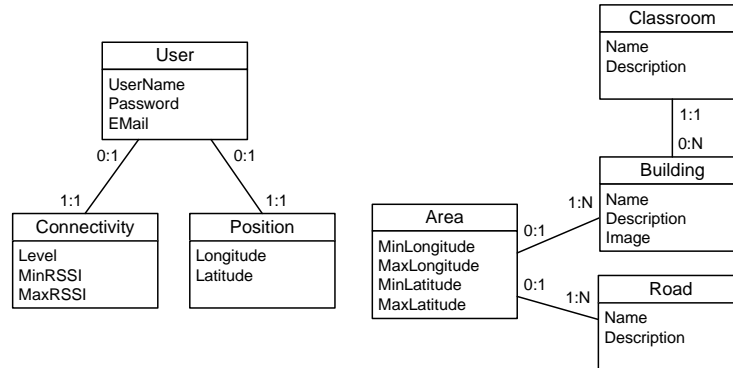 Classroom
Name
Description
1:1
0:N
User
UserName
Password
EMail
0:1
0:1
1:1
1:1
Connectivity
Level
MinRSSI
MaxRSSI
Position
Longitude
Latitude
Area
MinLongitude
MaxLongitude
MinLatitude
MaxLatitude
0:1
1:N
0:1
1:N
Building
Name
Description
Image
Road
Name
Description